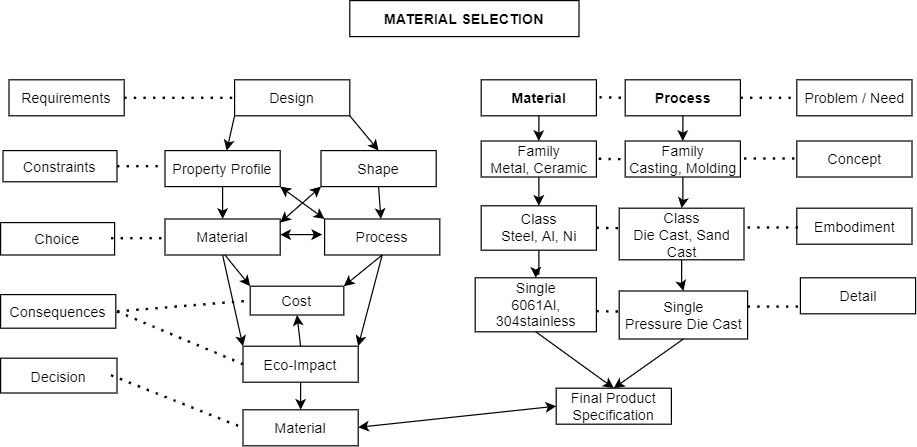 MATERIAL SELECTION
Requirements
Design
Material
Process
Problem / Need
Constraints
Property Profile
Shape
Family
Metal, Ceramic
Family
Casting, Molding
Concept
Choice
Material
Process
Class
Steel, Al, Ni
Class
Die Cast, Sand
Cast
Embodiment
Consequences
Cost
Single
6061Al,
304stainless
Single
Pressure Die Cast
Detail
Decision
Eco-Impact
Material
Final Product
Specification